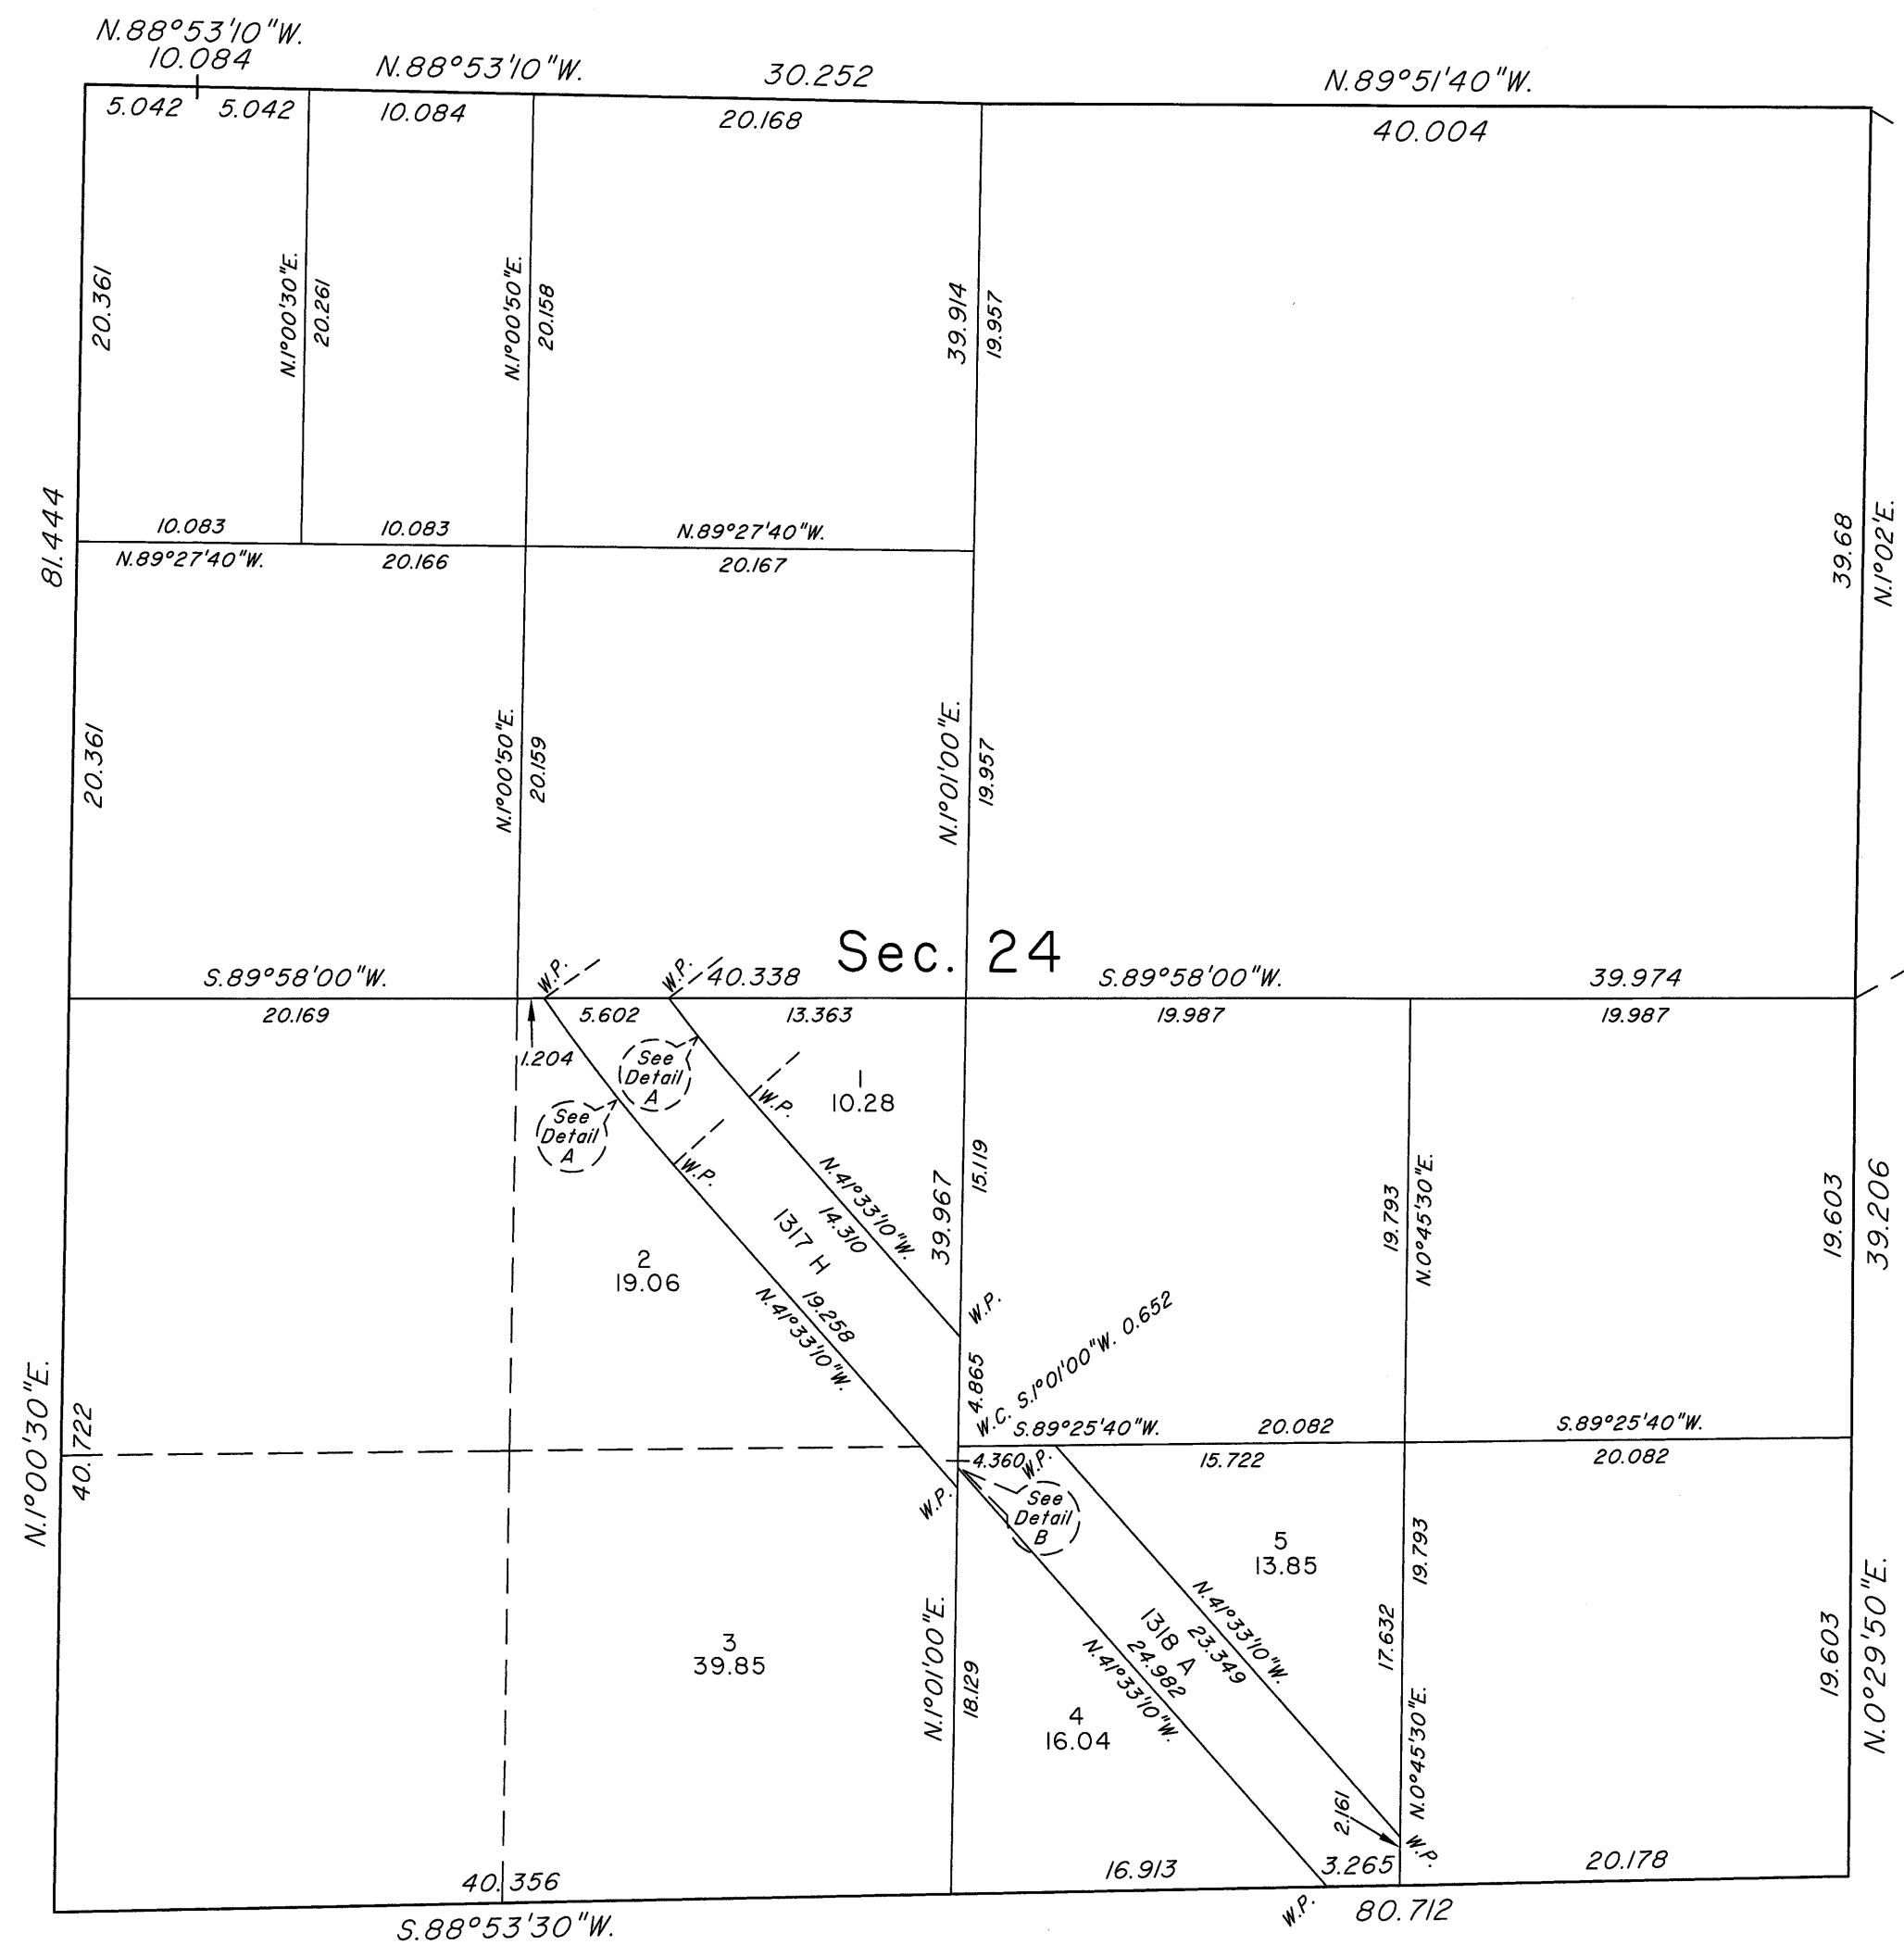 N.88°53'10"W.
10.084
N.88°53'10"W.
30.252
N.89°51'40"W.
5.042
5.042
10.084
20.168
40.004
20.361
N.1°00'30"E.
20.261
N.1°00'50"E.
20.158
39.914
19.957
81.444
10.083
10.083
N.89°27'40"W.
N.89°27'40"W.
20.166
20.167
39.68
N.1°02'E.
20.361
N.1°00'50"E.
20.159
N.1°01'00"E.
19.957
Sec. 24
S.89°58'00"W.
W.P.
W.P.
40.338
S.89°58'00"W.
39.974
20.169
5.602
13.363
19.987
19.987
1.204
See
Detail
A
See
Detail
A
W.P.
W.P.
1
10.28
N.41°33'10"W.
14.310
1317 H
19.258
N.41°33'10"W.
39.967
15.119
19.793
N.0°45'30"E.
19.603
39.206
2
19.06
W.P.
4.865
W.C. S.1°01'00"W. 0.652
N.1°00'30"E.
40.722
S.89°25'40"W.
20.082
S.89°25'40"W.
4.360
W.P.
15.722
20.082
W.P.
See
Detail
B
5
13.85
19.793
N.41°33'10"W.
23.349
1318 A
24.982
N.41°33'10"W.
17.632
19.603
N.0°29'50"E.
3
39.85
N.1°01'00"E.
18.129
4
16.04
N.0°45'30"E.
2.161
W.P.
40.356
16.913
3.265
20.178
S.88°53'30"W.
W.P.
80.712